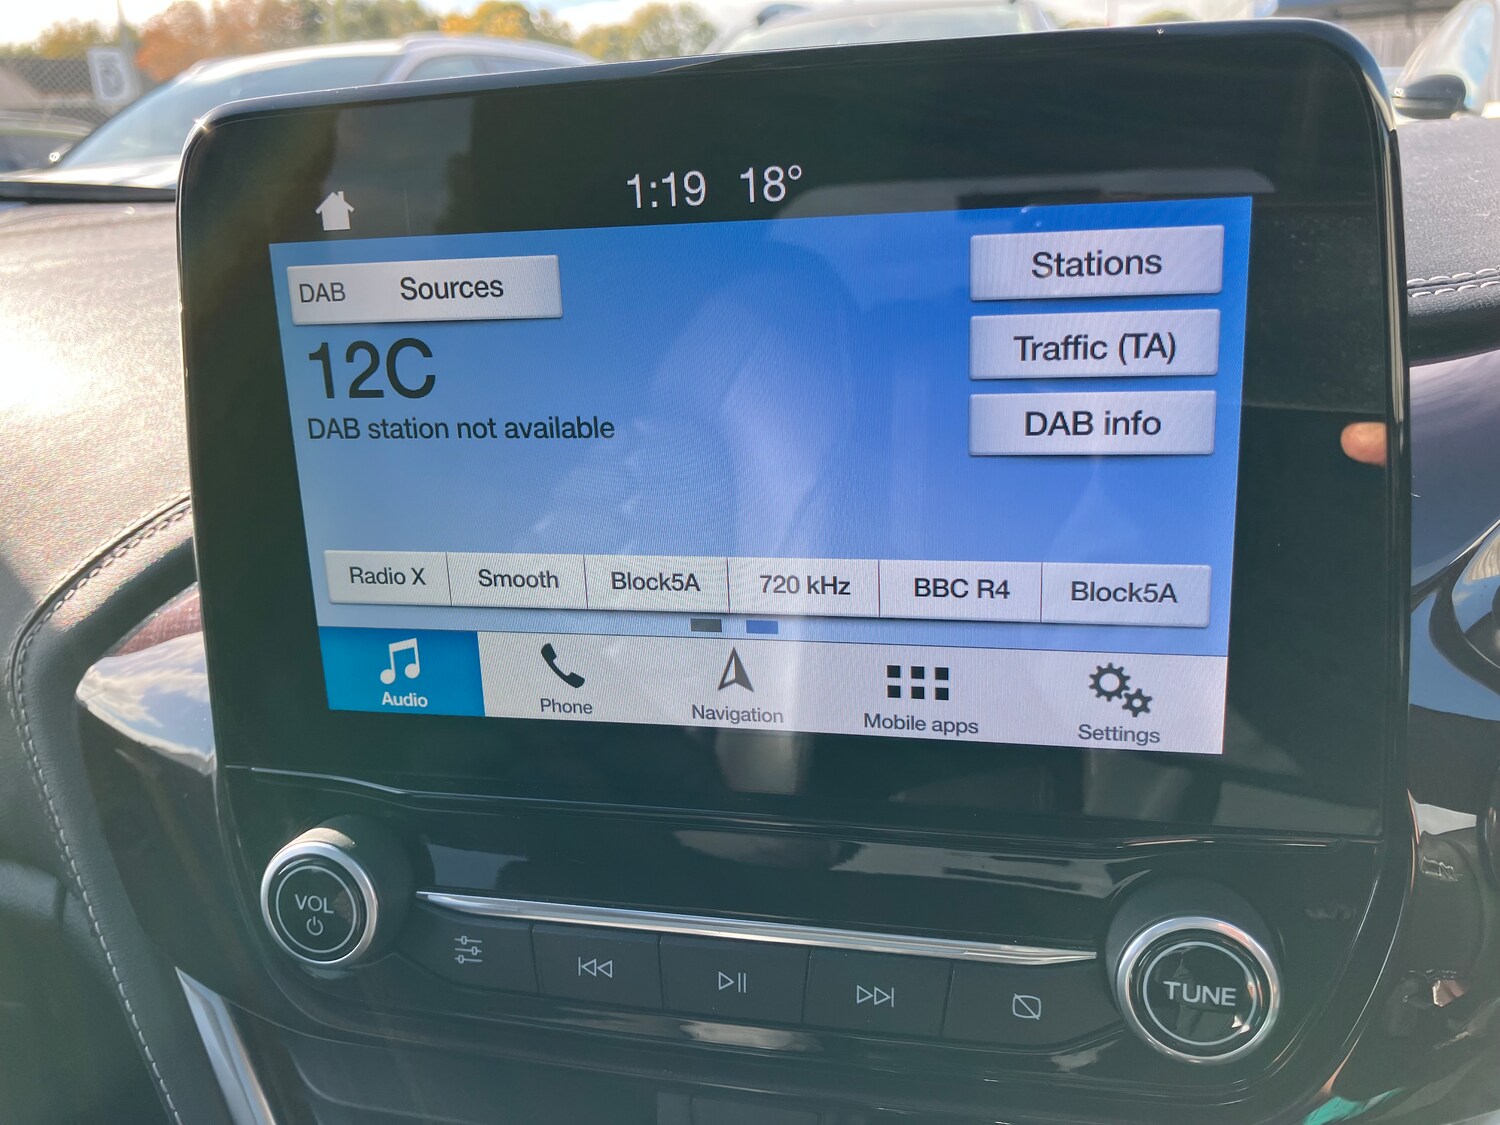 1:19 18°
DAB Sources
Stations
12C
Traffic (TA)
DAB station not available
DAB info
Radio X Smooth Block5A 720 kHz BBC R4 Block5A
Audio Phone Navigation Mobile apps Settings
VOL
TUNE